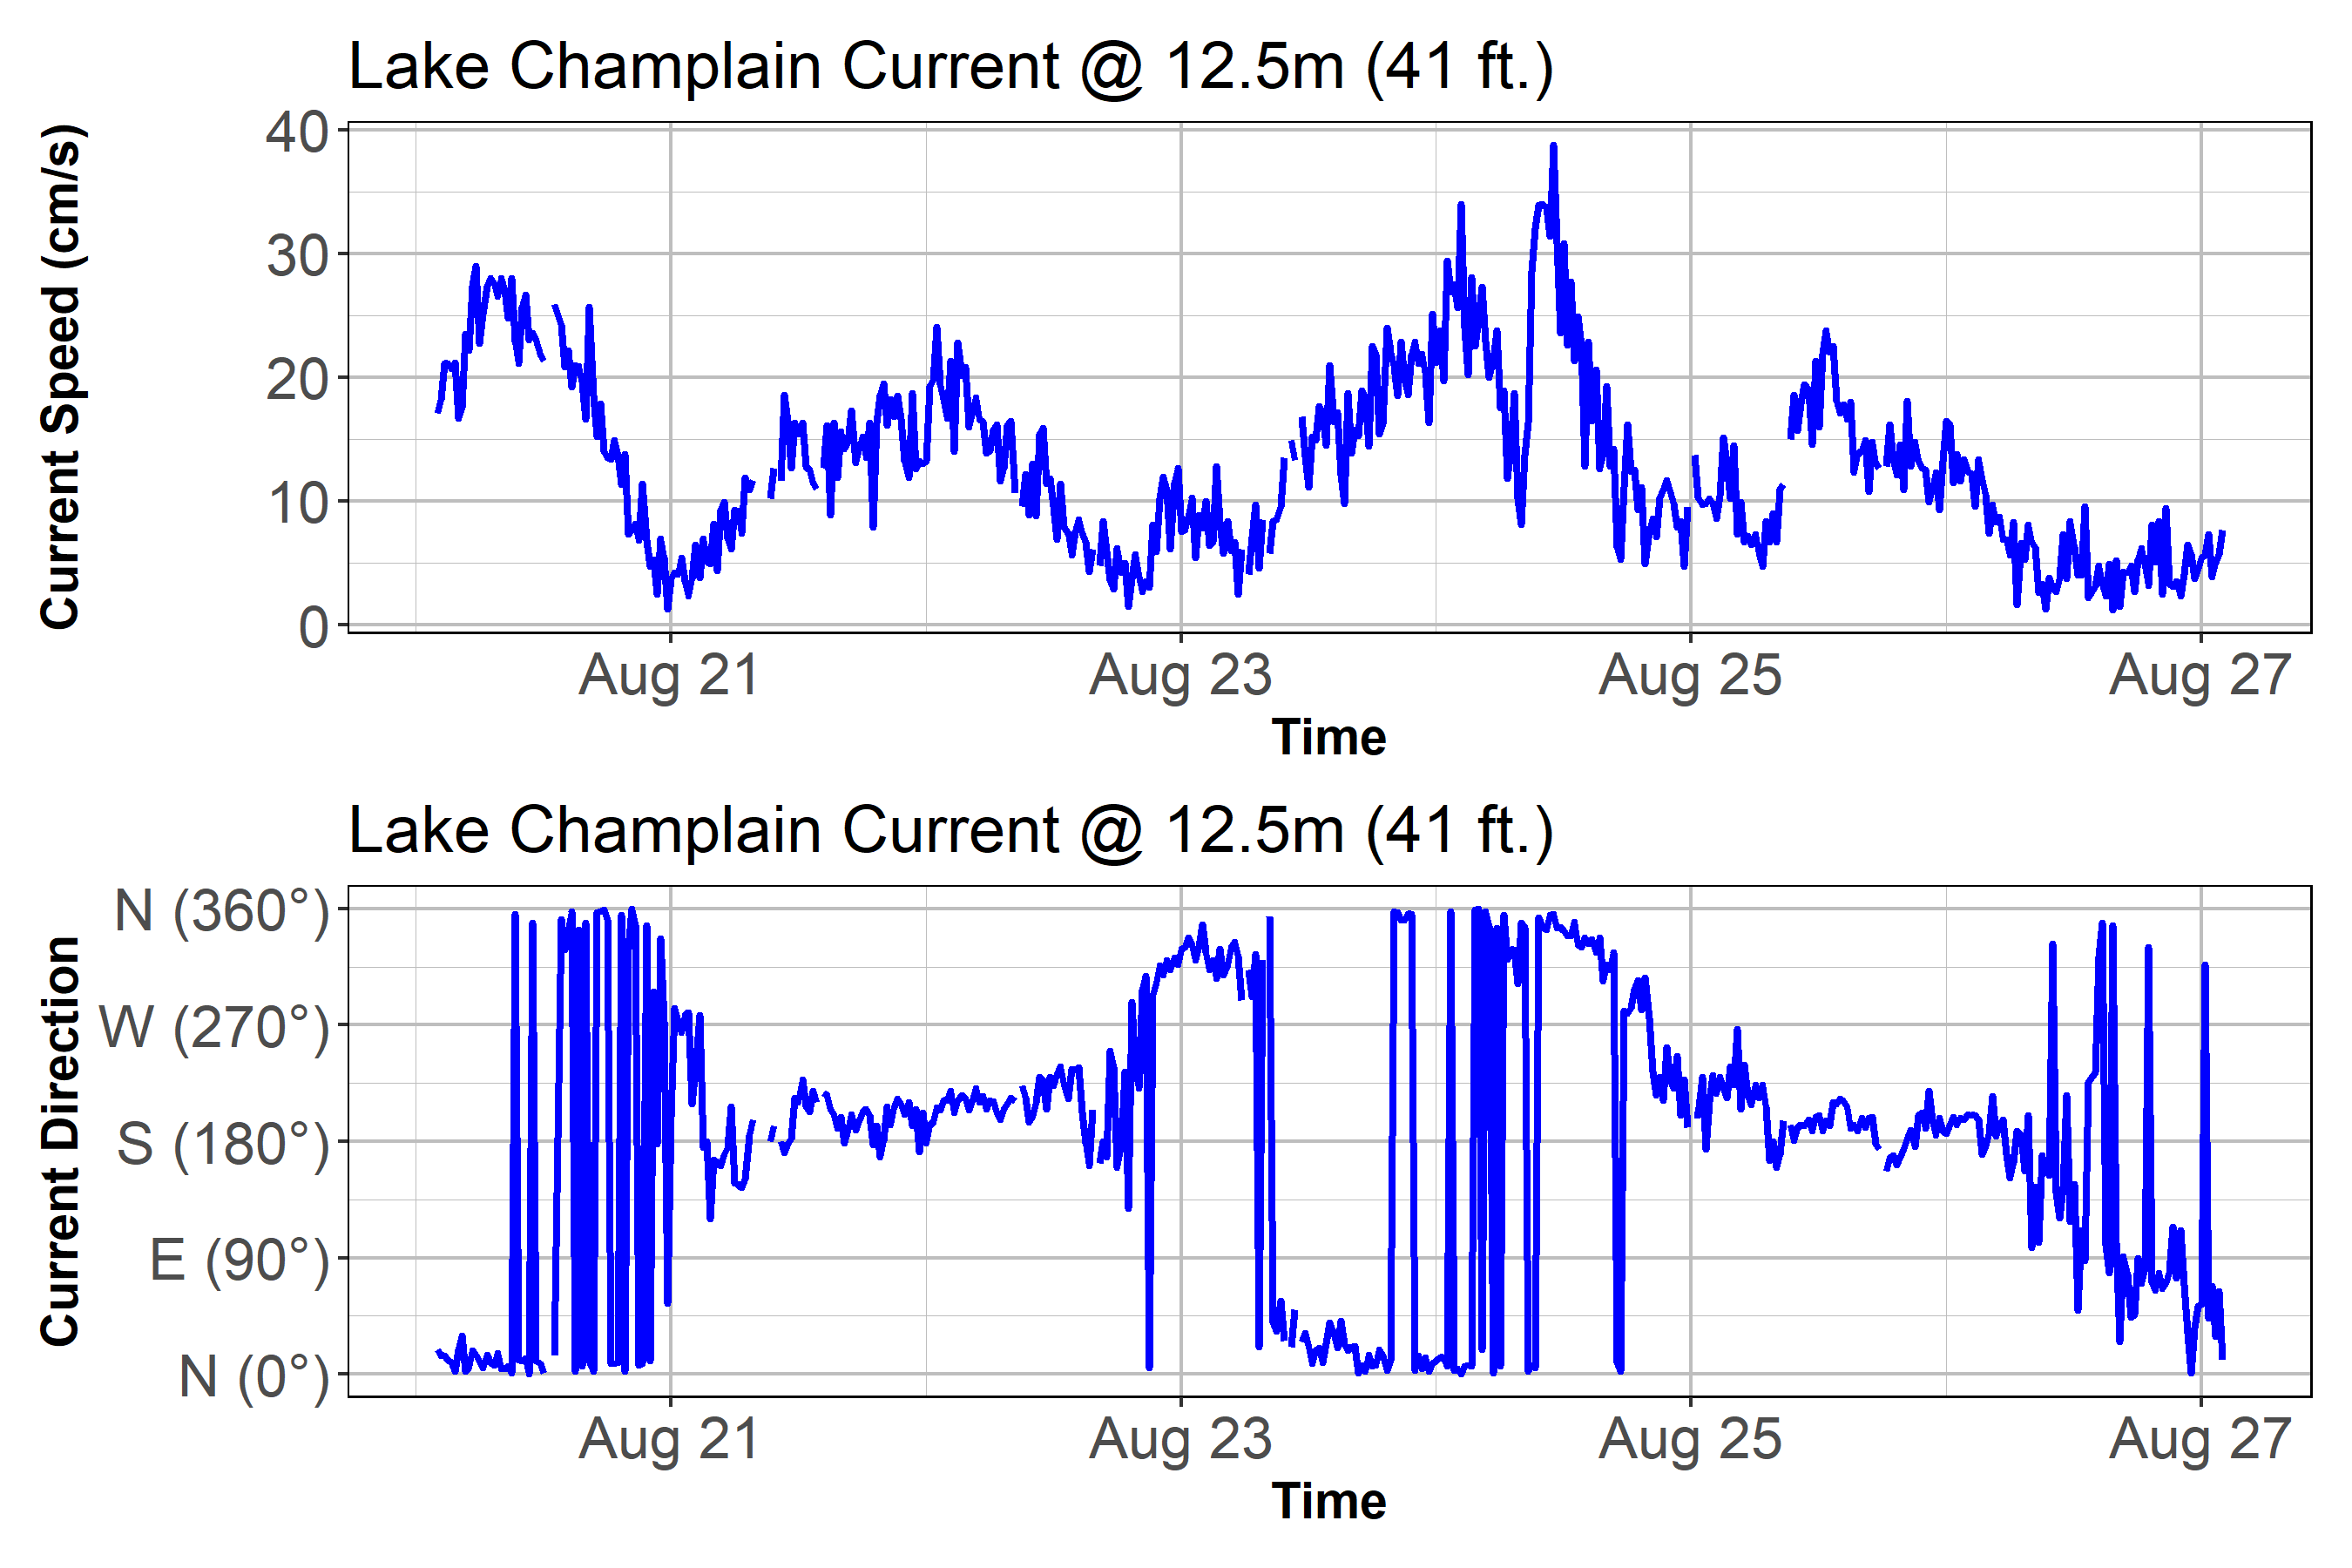 Lake Champlain Current @ 12.5m (41 ft.)
Current Speed (cm/s)
40
30
20
10
0
Aug 21 Aug 23 Aug 25 Aug 27
Time
Lake Champlain Current @ 12.5m (41 ft.)
Current Direction
N (360°)
W (270°)
S (180°)
E (90°)
N (0°)
Aug 21 Aug 23 Aug 25 Aug 27
Time